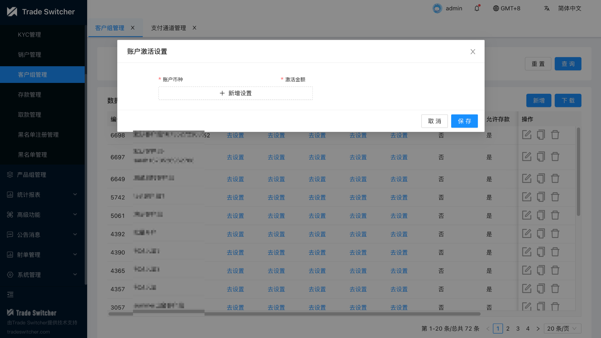 Trade Switcher
admin
GMT+8
简体中文
客户组管理
支付通道管理
KYC管理
销户管理
客户组管理
存款管理
取款管理
黑名单注册管理
黑名单管理
产品组管理
统计报表
高级功能
公告消息
射单管理
系统管理
Trade Switcher
由Trade Switcher提供技术支持
tradeswitcher.com
重 置
查 询
新增
下 载
账户激活设置
* 账户币种
* 激活金额
+ 新增设置
取 消
保 存
允许存款
操作
6698 去设置 去设置 去设置 去设置 去设置 否 是
6697 去设置 去设置 去设置 去设置 去设置 否 是
6649 去设置 去设置 去设置 去设置 去设置 否 是
5742 去设置 去设置 去设置 去设置 去设置 否 是
5061 去设置 去设置 去设置 去设置 去设置 否 是
4392 去设置 去设置 去设置 去设置 去设置 否 是
4390 去设置 去设置 去设置 去设置 去设置 否 是
4365 去设置 去设置 去设置 去设置 去设置 否 是
4357 去设置 去设置 去设置 去设置 去设置 否 是
3057 去设置 去设置 去设置 去设置 去设置 否 是
第 1-20 条/总共 72 条
1 2 3 4
20 条/页